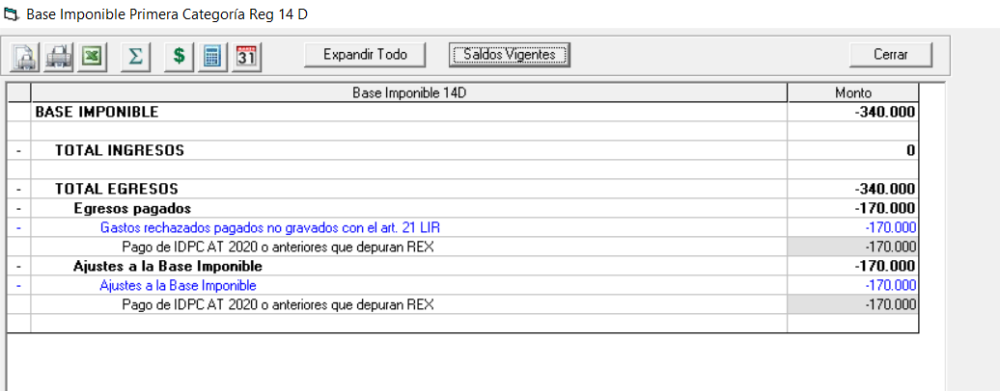 Base Imponible Primera Categoría Reg 14 D
Σ $ MARS 31 Expandir Todo Saldos Vigentes Cerrar
Base Imponible 14D Monto
BASE IMPONIBLE -340.000
- TOTAL INGRESOS 0
- TOTAL EGRESOS -340.000
- Egresos pagados -170.000
- Gastos rechazados pagados no gravados con el art. 21 LIR -170.000
Pago de IDPC AT 2020 o anteriores que depuran REX -170.000
- Ajustes a la Base Imponible -170.000
- Ajustes a la Base Imponible -170.000
Pago de IDPC AT 2020 o anteriores que depuran REX -170.000